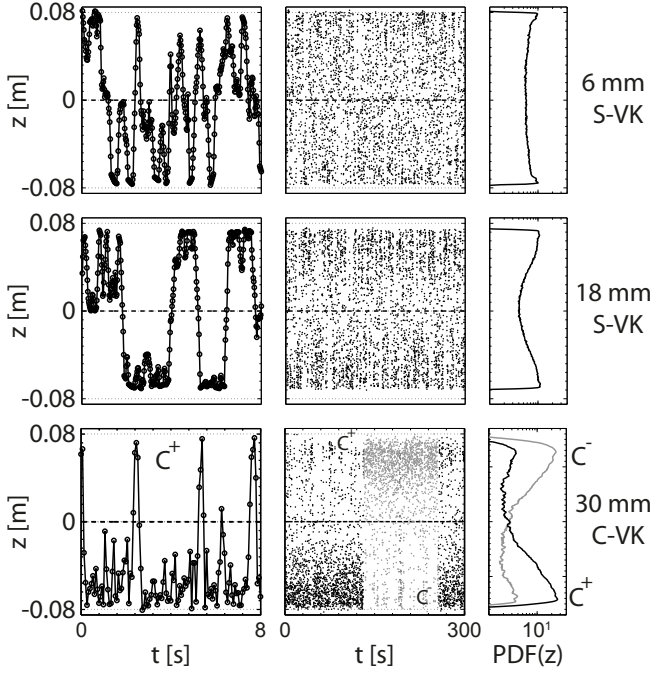 0.08
0
-0.08
z [m]
0
6 mm
S-VK
0.08
0
-0.08
z [m]
18 mm
S-VK
0.08
0
-0.08
z [m]
C+
C+
C
C-
C+
30 mm
C-VK
0
8
0
300
10¹
t [s]
t [s]
PDF(z)